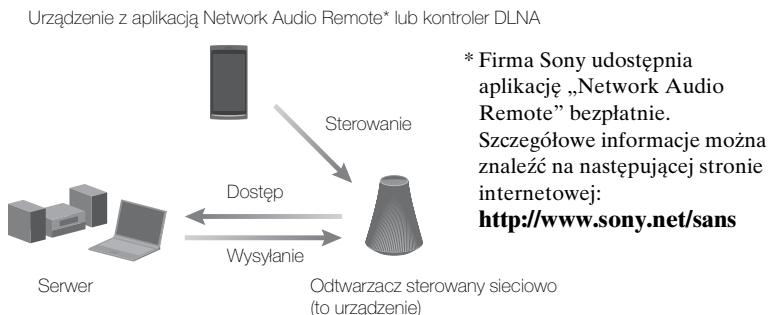 Urządzenie z aplikacją Network Audio Remote* lub kontroler DLNA
* Firma Sony udostępnia
aplikację „Network Audio
Remote” bezpłatnie.
Szczegółowe informacje można
znaleźć na następującej stronie
internetowej:
http://www.sony.net/sans
Sterowanie
Dostęp
Wysyłanie
Serwer
Odtwarzacz sterowany sieciowo
(to urządzenie)